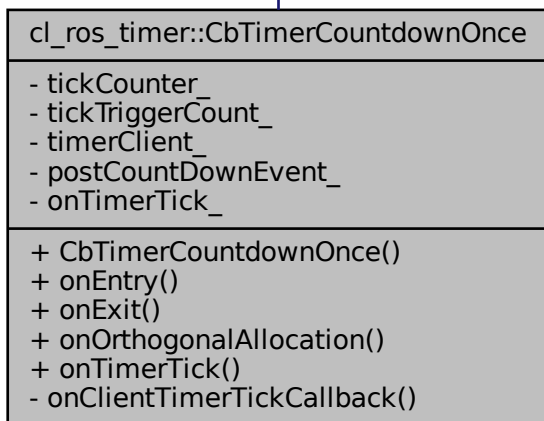 cl_ros_timer::CbTimerCountdownOnce
- tickCounter_
- tickTriggerCount_
- timerClient_
- postCountDownEvent_
- onTimerTick_
+ CbTimerCountdownOnce()
+ onEntry()
+ onExit()
+ onOrthogonalAllocation()
+ onTimerTick()
- onClientTimerTickCallback()